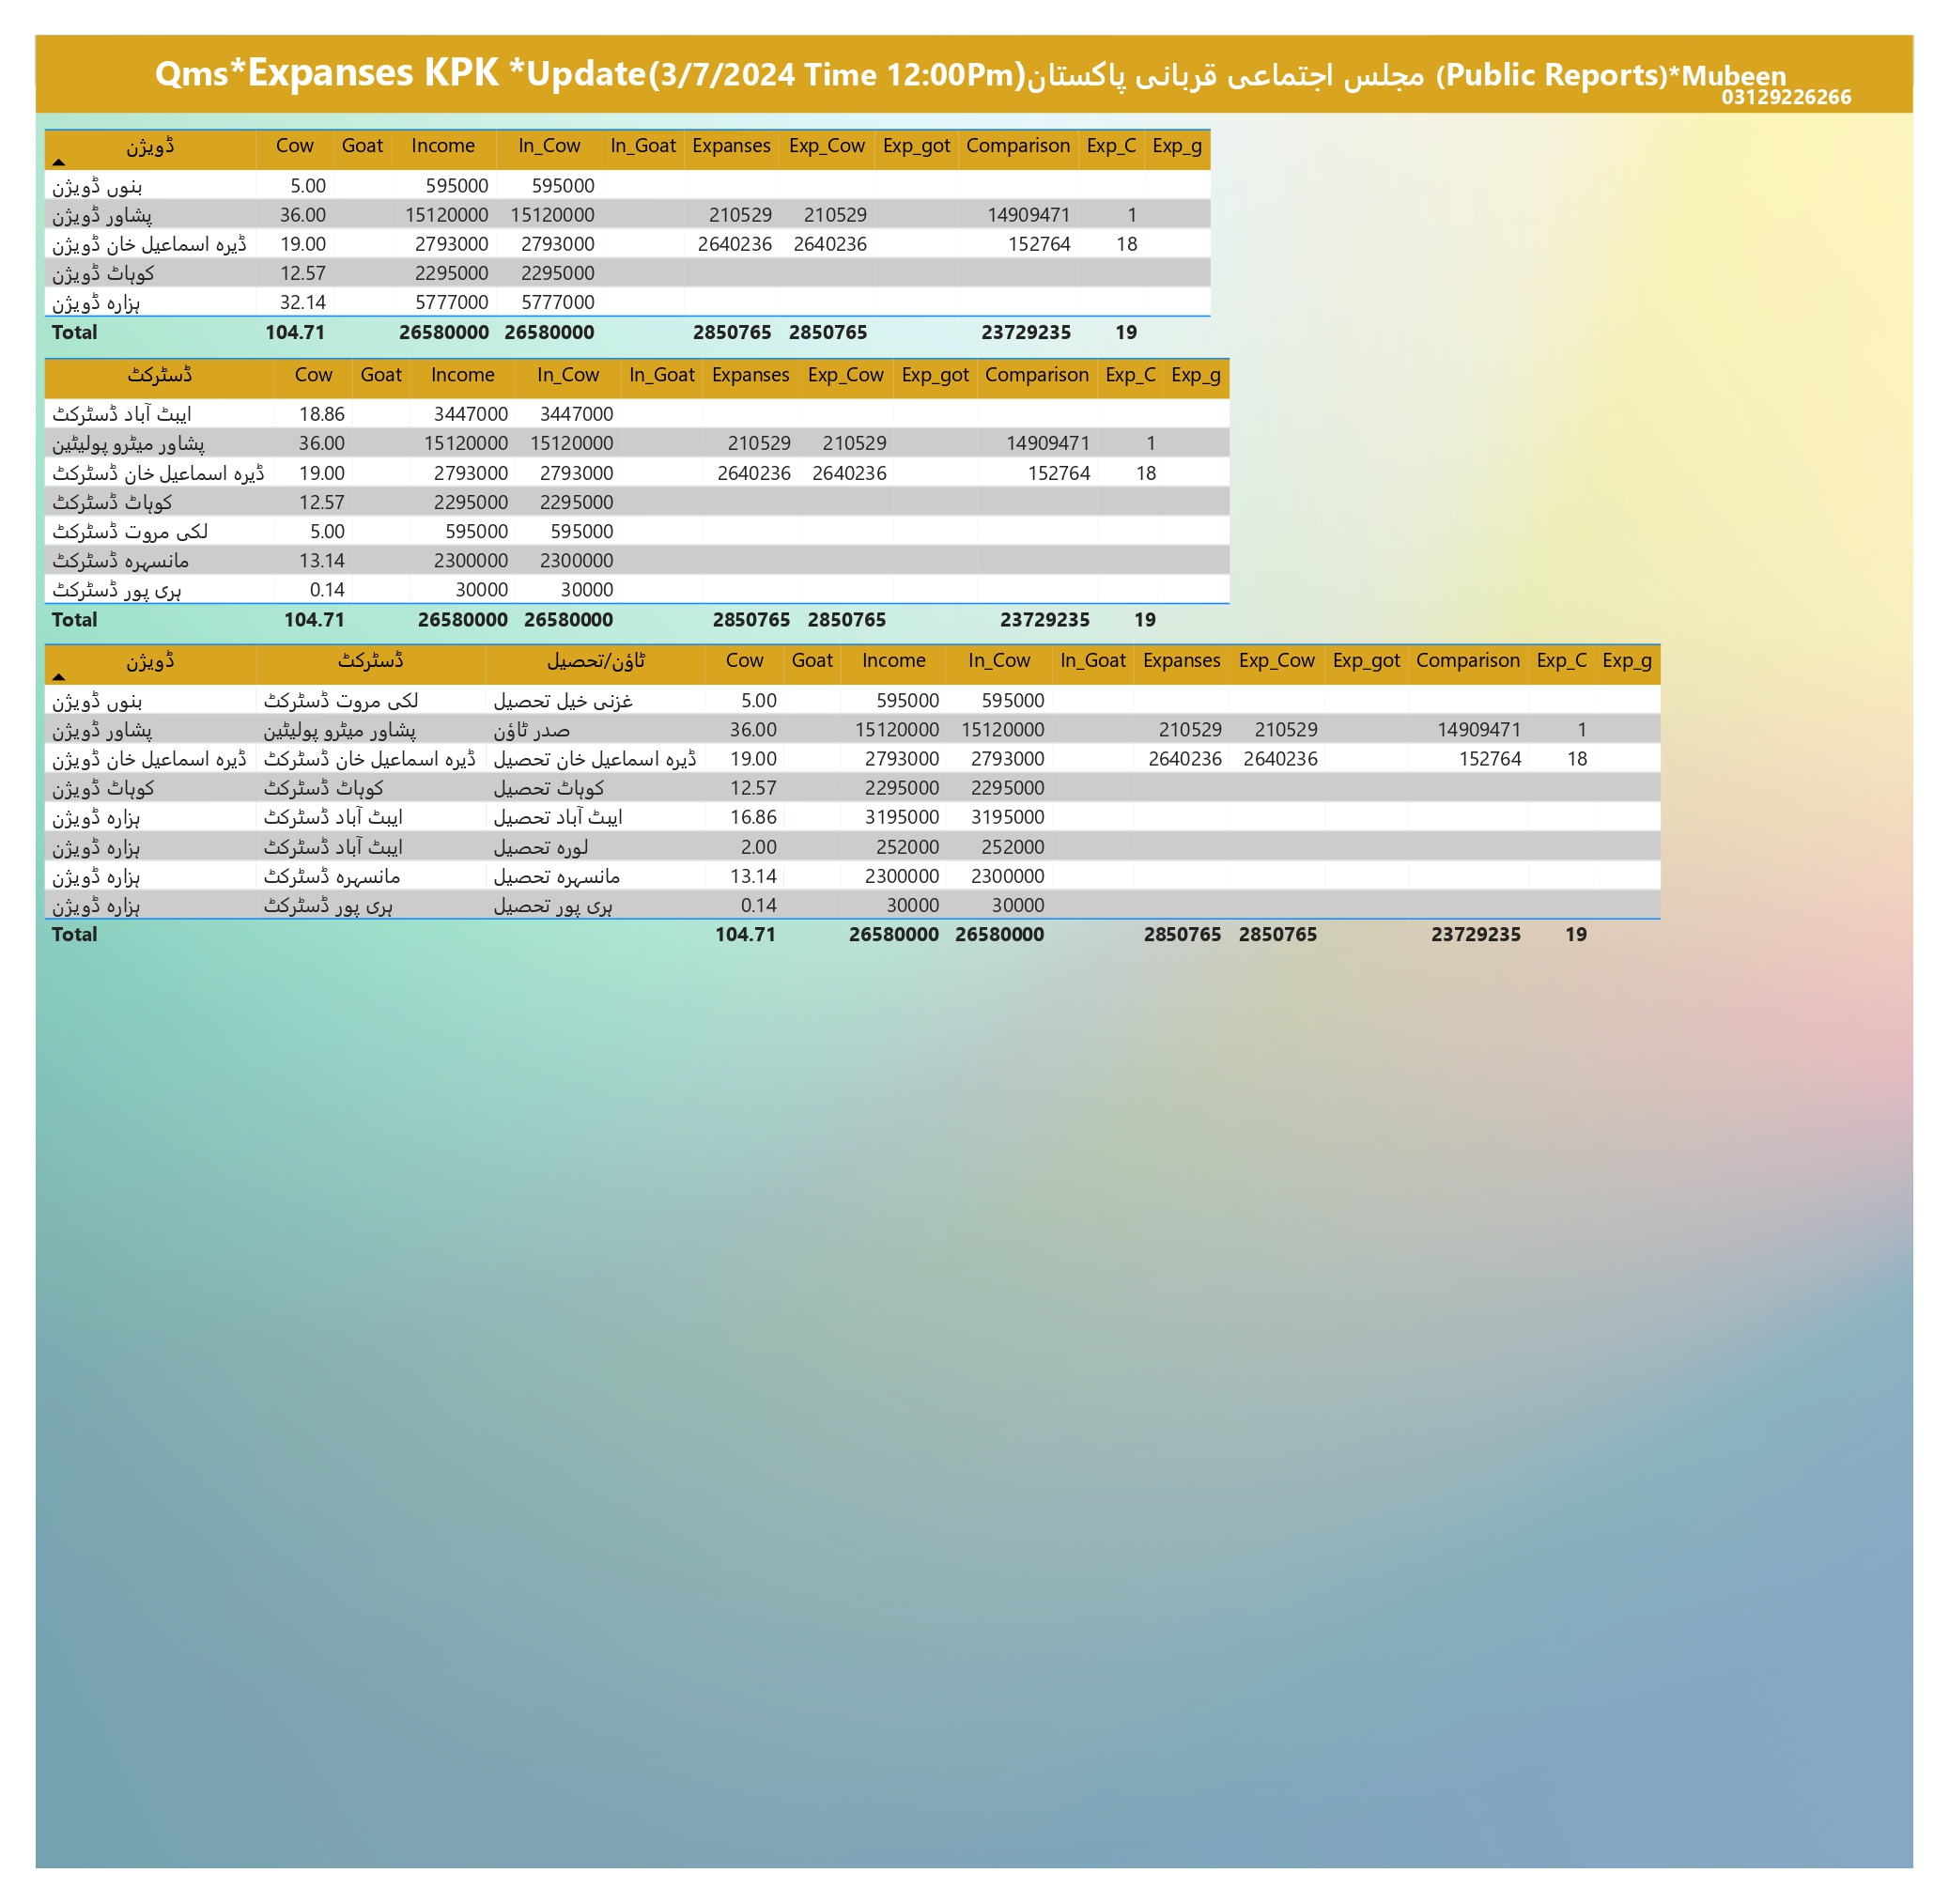 Qms*Expanses KPK *Update(3/7/2024 Time 12:00Pm)مجلس اجتماعی قربانی پاکستان (Public Reports)*Mubeen
03129226266
ڈویژن Cow Goat Income In_Cow In_Goat Expanses Exp_Cow Exp_got Comparison Exp_C Exp_g
بنوں ڈویژن 5.00 595000 595000
پشاور ڈویژن 36.00 15120000 15120000 210529 210529 14909471 1
ڈیرہ اسماعیل خان ڈویژن 19.00 2793000 2793000 2640236 2640236 152764 18
کوہاٹ ڈویژن 12.57 2295000 2295000
ہزارہ ڈویژن 32.14 5777000 5777000
Total 104.71 26580000 26580000 2850765 2850765 23729235 19
ڈسٹرکٹ Cow Goat Income In_Cow In_Goat Expanses Exp_Cow Exp_got Comparison Exp_C Exp_g
ایبٹ آباد ڈسٹرکٹ 18.86 3447000 3447000
پشاور میٹرو پولیٹین 36.00 15120000 15120000 210529 210529 14909471 1
ڈیرہ اسماعیل خان ڈسٹرکٹ 19.00 2793000 2793000 2640236 2640236 152764 18
کوہاٹ ڈسٹرکٹ 12.57 2295000 2295000
لکی مروت ڈسٹرکٹ 5.00 595000 595000
مانسہرہ ڈسٹرکٹ 13.14 2300000 2300000
ہری پور ڈسٹرکٹ 0.14 30000 30000
Total 104.71 26580000 26580000 2850765 2850765 23729235 19
ڈویژن ڈسٹرکٹ ٹاؤن/تحصیل Cow Goat Income In_Cow In_Goat Expanses Exp_Cow Exp_got Comparison Exp_C Exp_g
بنوں ڈویژن لکی مروت ڈسٹرکٹ غزنی خیل تحصیل 5.00 595000 595000
پشاور ڈویژن پشاور میٹرو پولیٹین صدر ٹاؤن 36.00 15120000 15120000 210529 210529 14909471 1
ڈیرہ اسماعیل خان ڈویژن ڈیرہ اسماعیل خان ڈسٹرکٹ ڈیرہ اسماعیل خان تحصیل 19.00 2793000 2793000 2640236 2640236 152764 18
کوہاٹ ڈویژن کوہاٹ ڈسٹرکٹ کوہاٹ تحصیل 12.57 2295000 2295000
ہزارہ ڈویژن ایبٹ آباد ڈسٹرکٹ ایبٹ آباد تحصیل 16.86 3195000 3195000
ہزارہ ڈویژن ایبٹ آباد ڈسٹرکٹ لورہ تحصیل 2.00 252000 252000
ہزارہ ڈویژن مانسہرہ ڈسٹرکٹ مانسہرہ تحصیل 13.14 2300000 2300000
ہزارہ ڈویژن ہری پور ڈسٹرکٹ ہری پور تحصیل 0.14 30000 30000
Total 104.71 26580000 26580000 2850765 2850765 23729235 19